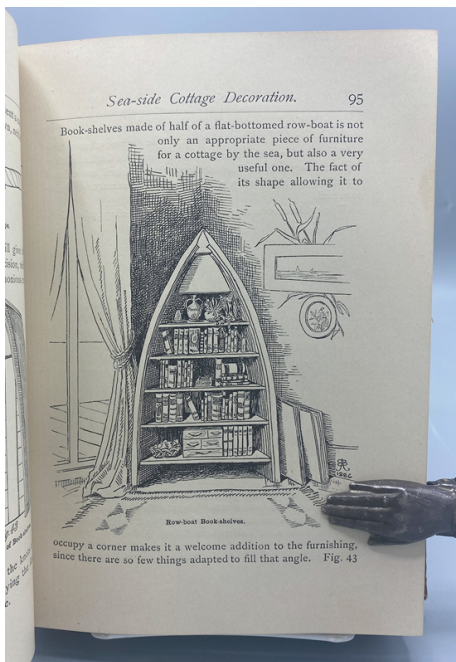 Sea-side Cottage Decoration. 95
Book-shelves made of half of a flat-bottomed row-boat is not
only an appropriate piece of furniture
for a cottage by the sea, but also a very
useful one. The fact of
its shape allowing it to
Row-boat Book-shelves.
occupy a corner makes it a welcome addition to the furnishing,
since there are so few things adapted to fill that angle. Fig. 43